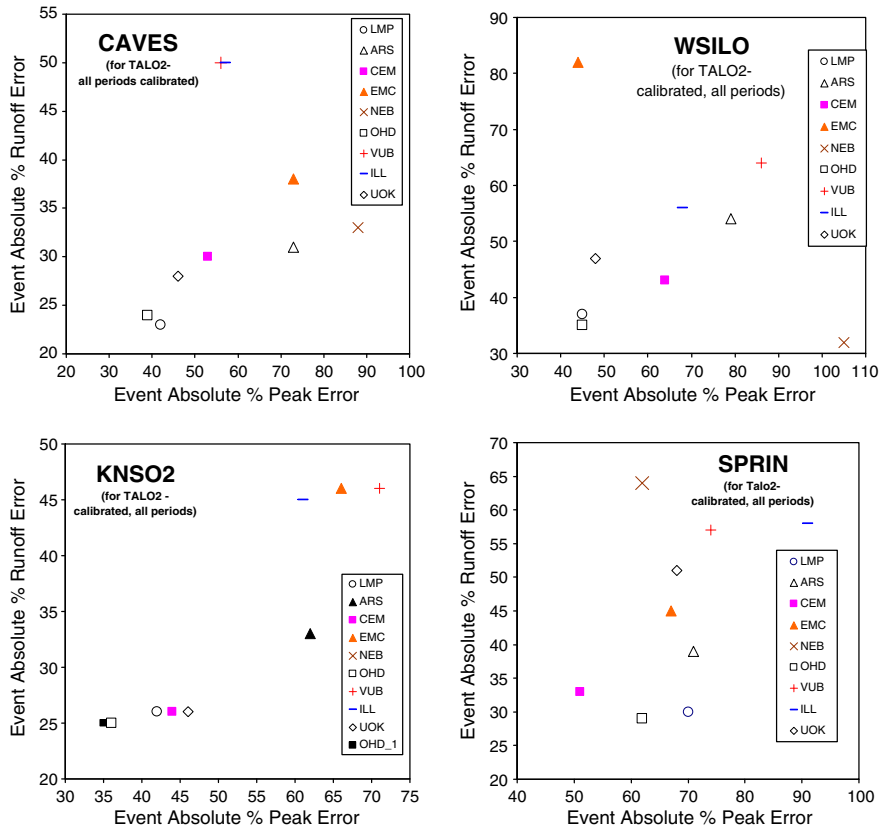 CAVES
(for TALO2-
all periods calibrated)
LMP
ARS
CEM
EMC
NEB
OHD
VUB
ILL
UOK
Event Absolute % Runoff Error
60
55
50
45
40
35
30
25
20
20 30 40 50 60 70 80 90 100
Event Absolute % Peak Error
WSILO
(for TALO2-
calibrated, all periods)
LMP
ARS
CEM
EMC
NEB
OHD
VUB
ILL
UOK
Event Absolute % Runoff Error
90
80
70
60
50
40
30
30 40 50 60 70 80 90 100 110
Event Absolute % Peak Error
KNSO2
(for TALO2 -
calibrated, all periods)
LMP
ARS
CEM
EMC
NEB
OHD
VUB
ILL
UOK
OHD_1
Event Absolute % Runoff Error
50
45
40
35
30
25
20
30 35 40 45 50 55 60 65 70 75
Event Absolute % Peak Error
SPRIN
(for Talo2-
calibrated, all periods)
LMP
ARS
CEM
EMC
NEB
OHD
VUB
ILL
UOK
Event Absolute % Runoff Error
70
65
60
55
50
45
40
35
30
25
20
40 50 60 70 80 90 100
Event Absolute % Peak Error